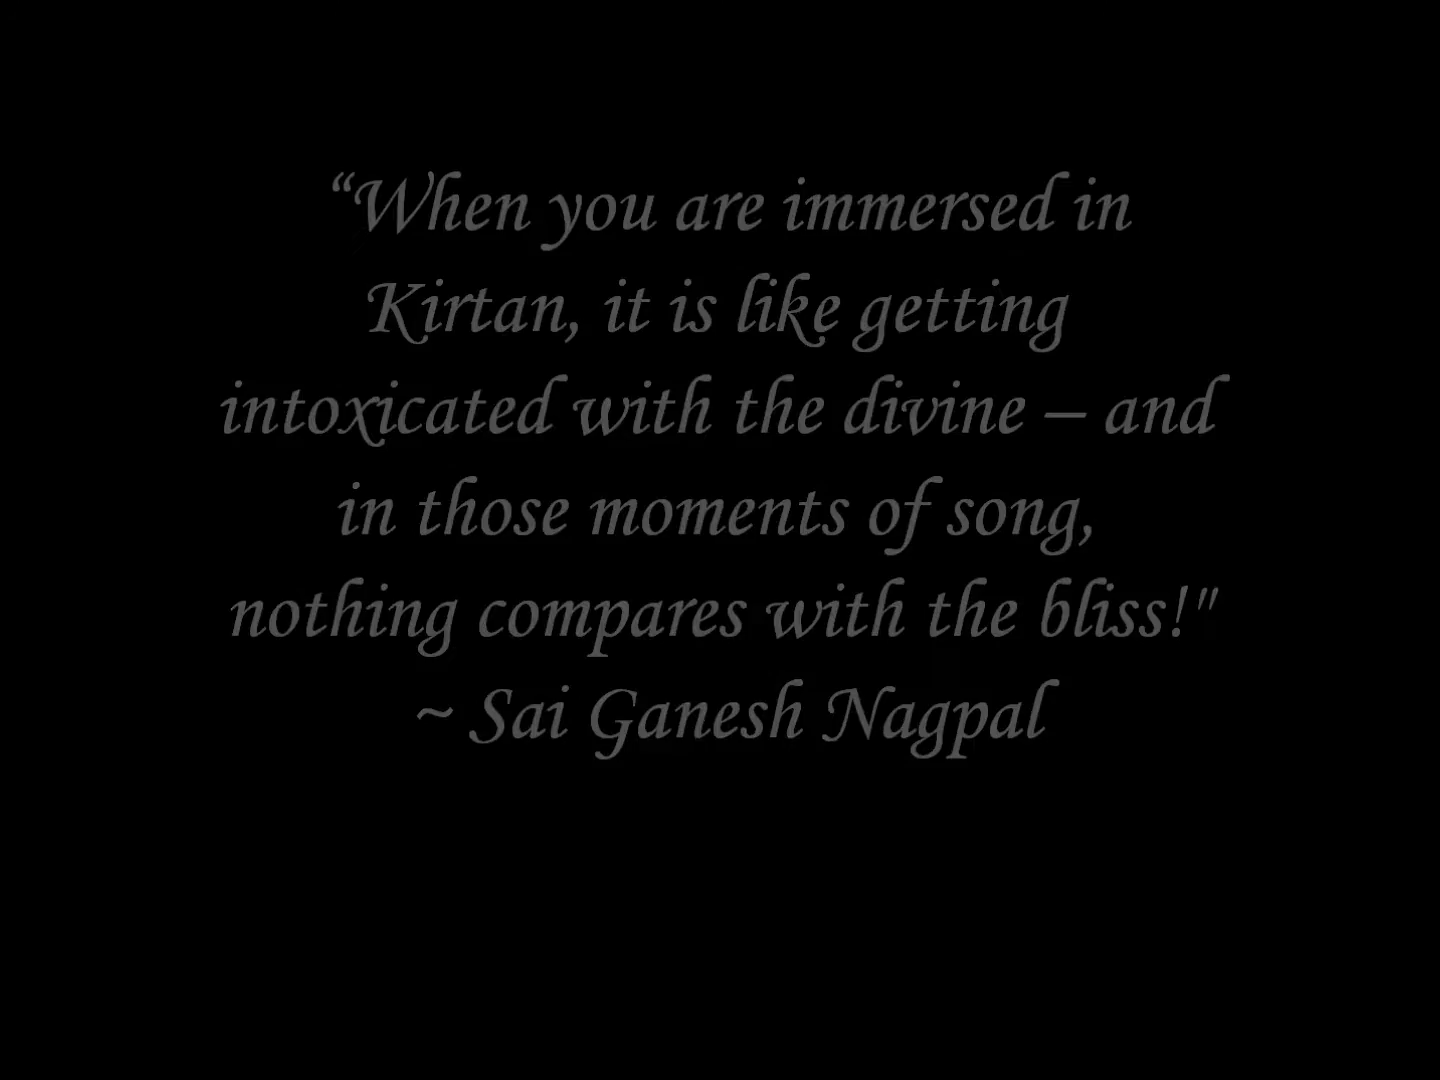 “When you are immersed in
Kirtan, it is like getting
intoxicated with the divine – and
in those moments of song,
nothing compares with the bliss!"
~ Sai Ganesh Nagpal